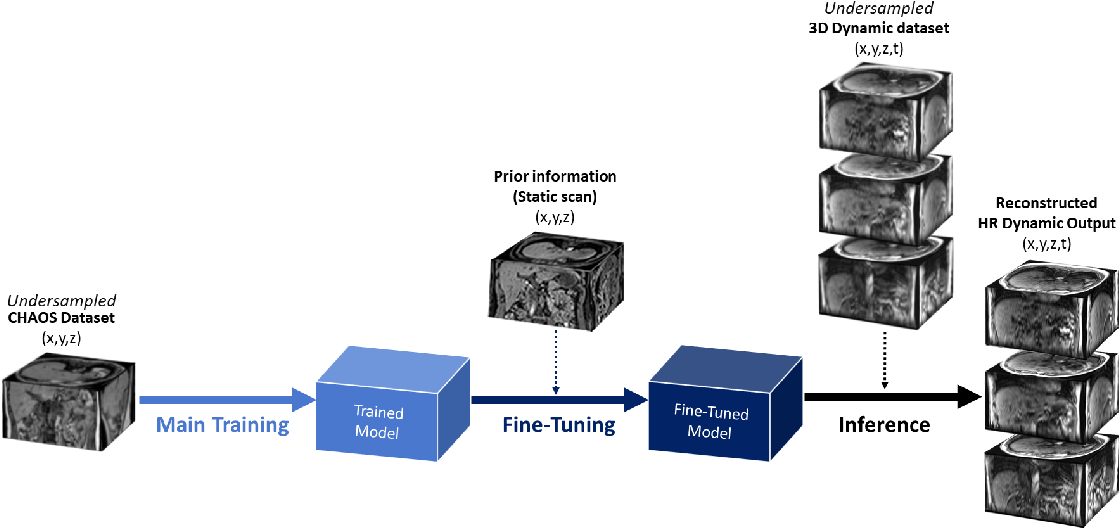 Undersampled
CHAOS Dataset
(x,y,z)
Main Training
Trained
Model
Prior information
(Static scan)
(x,y,z)
Fine-Tuning
Fine-Tuned
Model
Undersampled
3D Dynamic dataset
(x,y,z,t)
Inference
Reconstructed
HR Dynamic Output
(x,y,z,t)